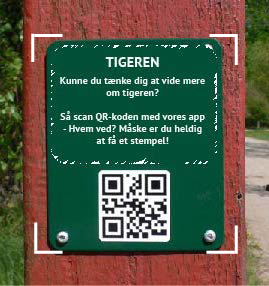 TIGEREN
Kunne du tænke dig at vide mere
om tigeren?
Så scan QR-koden med vores app
- Hvem ved? Måske er du heldig
at få et stempel!